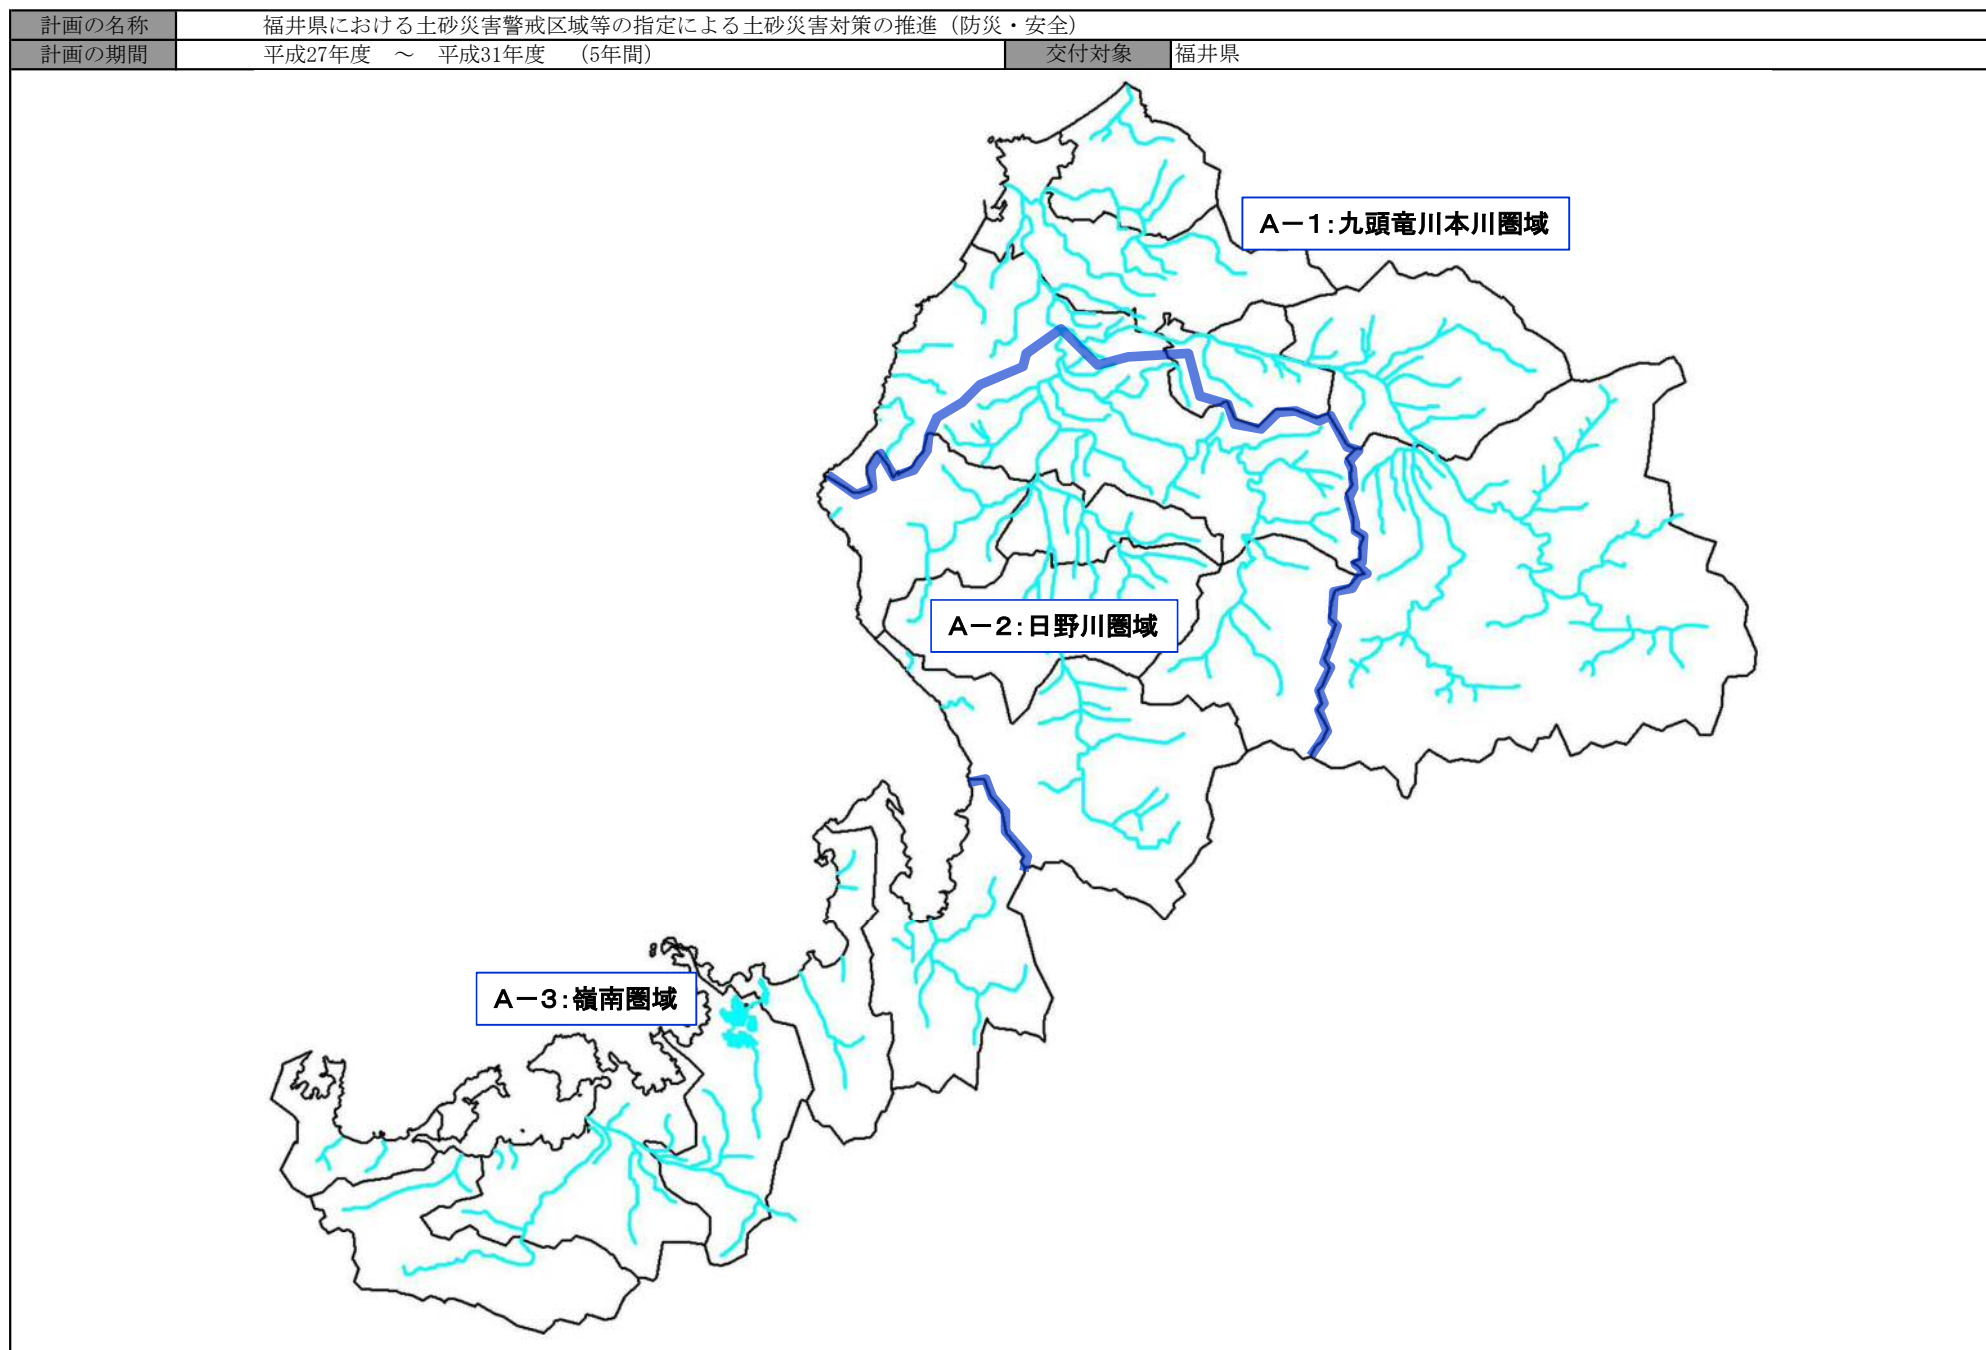 計画の名称 福井県における土砂災害警戒区域等の指定による土砂災害対策の推進（防災・安全）
計画の期間 平成27年度　～　平成31年度　（5年間） 交付対象 福井県
A－1：九頭竜川本川圏域
A－2：日野川圏域
A－3：嶺南圏域